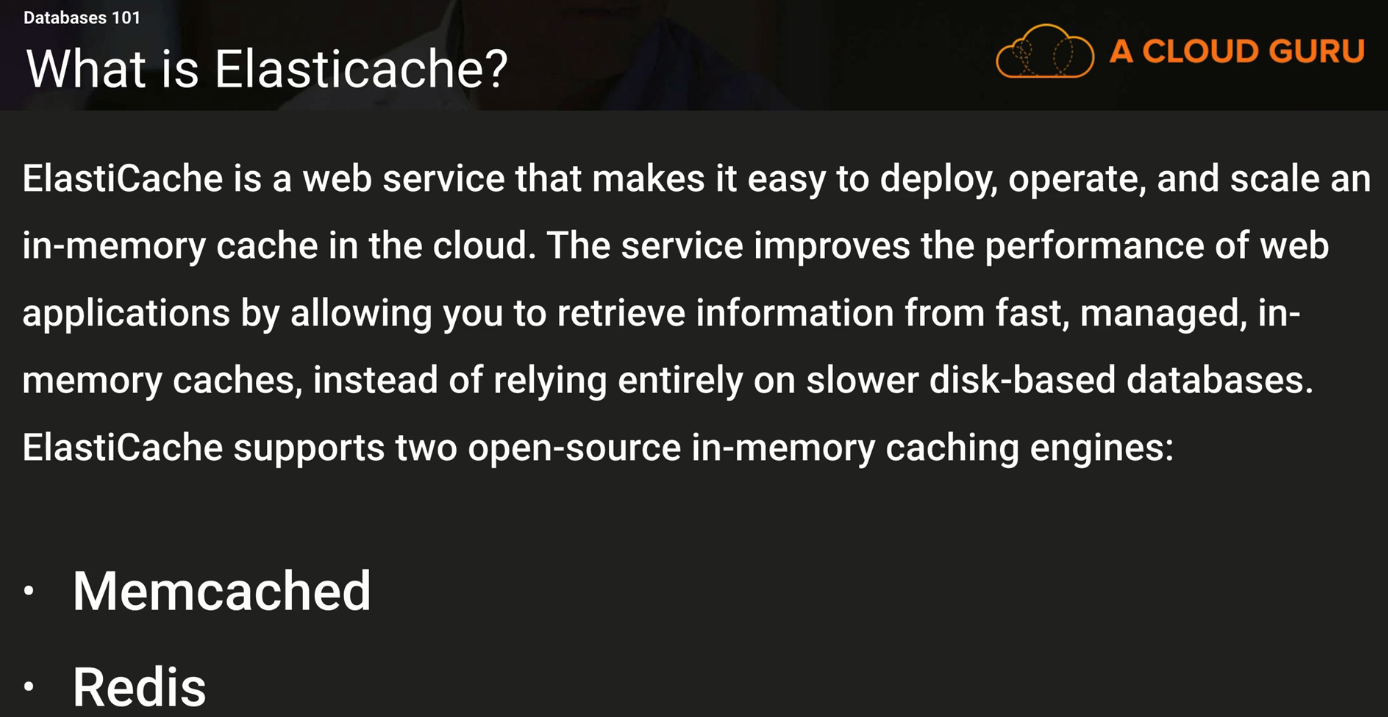 Databases 101
What is Elasticache?
A CLOUD GURU
ElastiCache is a web service that makes it easy to deploy, operate, and scale an
in-memory cache in the cloud. The service improves the performance of web
applications by allowing you to retrieve information from fast, managed, in-
memory caches, instead of relying entirely on slower disk-based databases.
ElastiCache supports two open-source in-memory caching engines:
• Memcached
• Redis